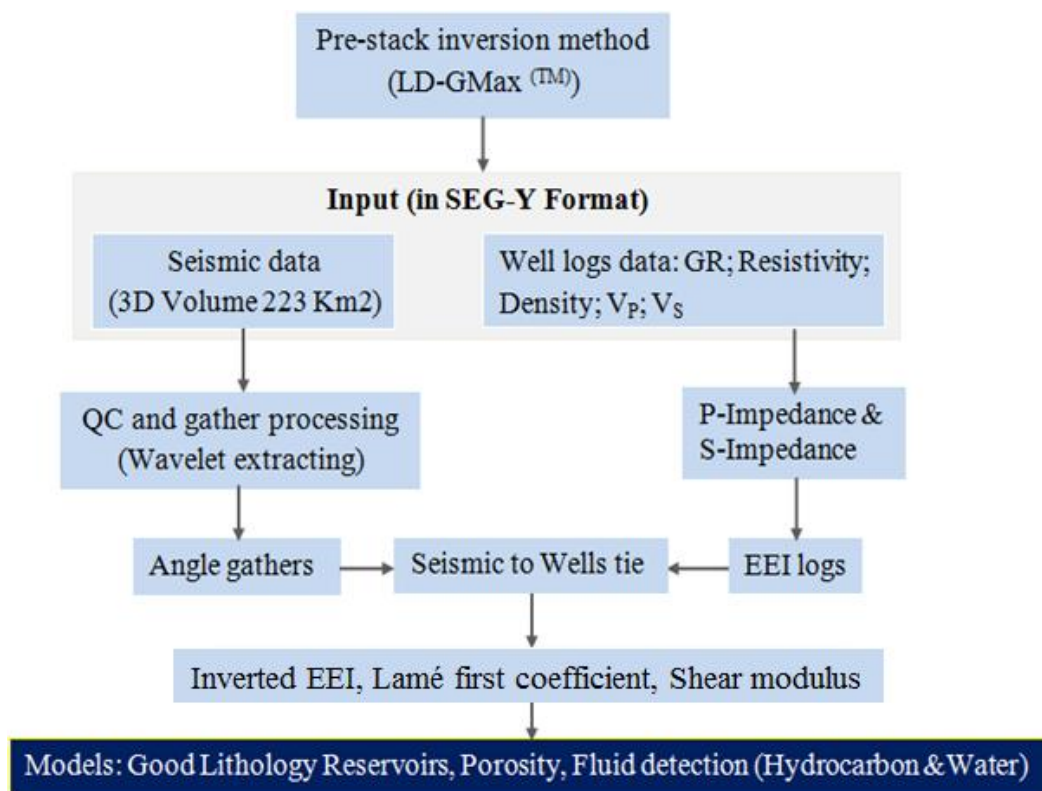 Pre-stack inversion method
(LD-GMax (TM))
Input (in SEG-Y Format)
Seismic data
(3D Volume 223 Km2)
Well logs data: GR; Resistivity;
Density; VP; VS
QC and gather processing
(Wavelet extracting)
P-Impedance &
S-Impedance
Angle gathers
Seismic to Wells tie
EEI logs
Inverted EEI, Lamé first coefficient, Shear modulus
Models: Good Lithology Reservoirs, Porosity, Fluid detection (Hydrocarbon & Water)